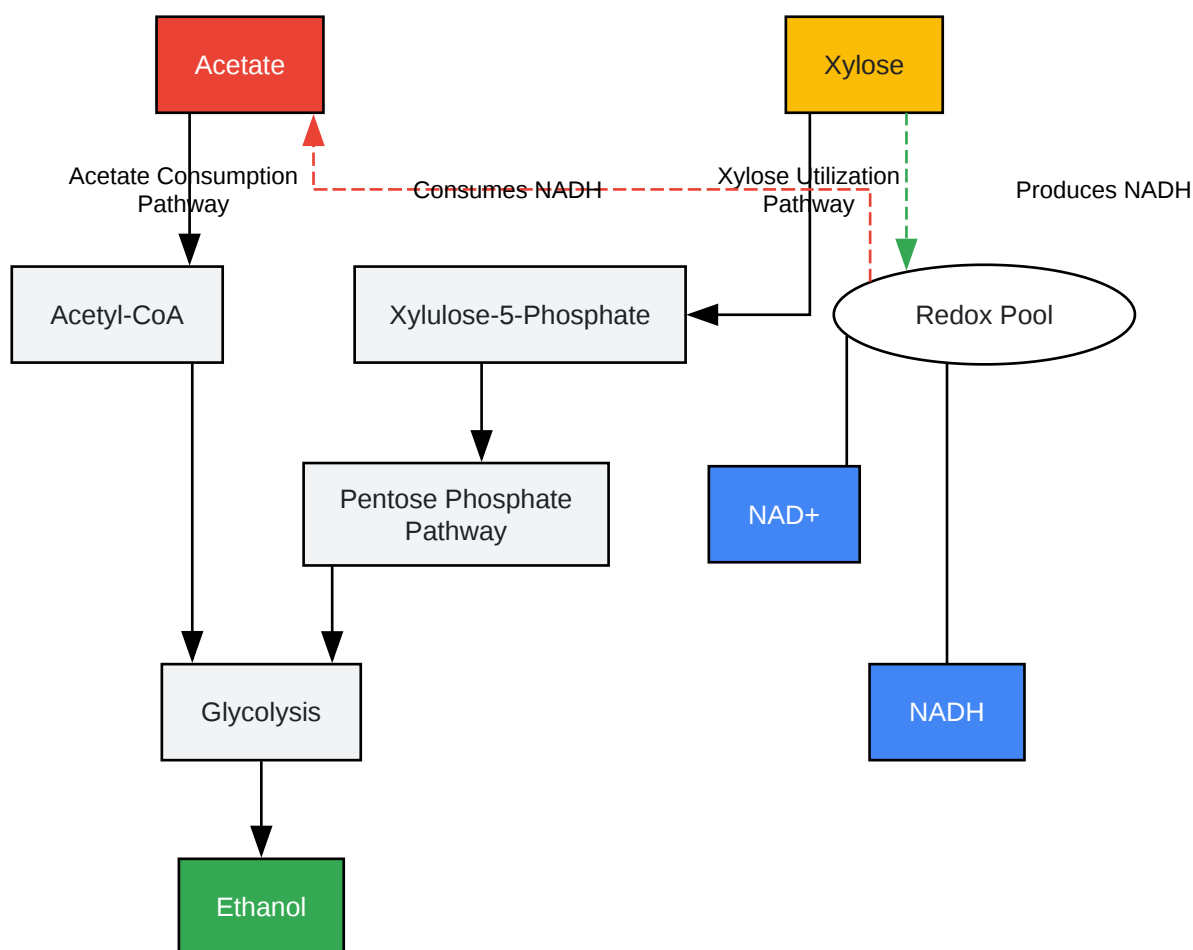 Acetate
Xylose
Acetate Consumption
Pathway
Consumes NADH
Xylose Utilization
Pathway
Produces NADH
Acetyl-CoA
Xylulose-5-Phosphate
Redox Pool
Pentose Phosphate
Pathway
NAD+
Glycolysis
NADH
Ethanol